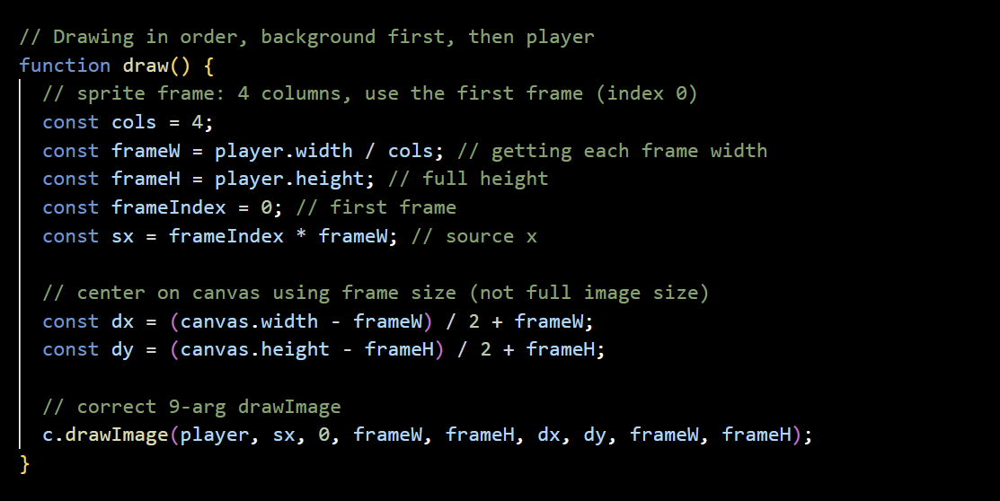 // Drawing in order, background first, then player
function draw() {
  // sprite frame: 4 columns, use the first frame (index 0)
  const cols = 4;
  const frameW = player.width / cols; // getting each frame width
  const frameH = player.height; // full height
  const frameIndex = 0; // first frame
  const sx = frameIndex * frameW; // source x

  // center on canvas using frame size (not full image size)
  const dx = (canvas.width - frameW) / 2 + frameW;
  const dy = (canvas.height - frameH) / 2 + frameH;

  // correct 9-arg drawImage
  c.drawImage(player, sx, 0, frameW, frameH, dx, dy, frameW, frameH);
}